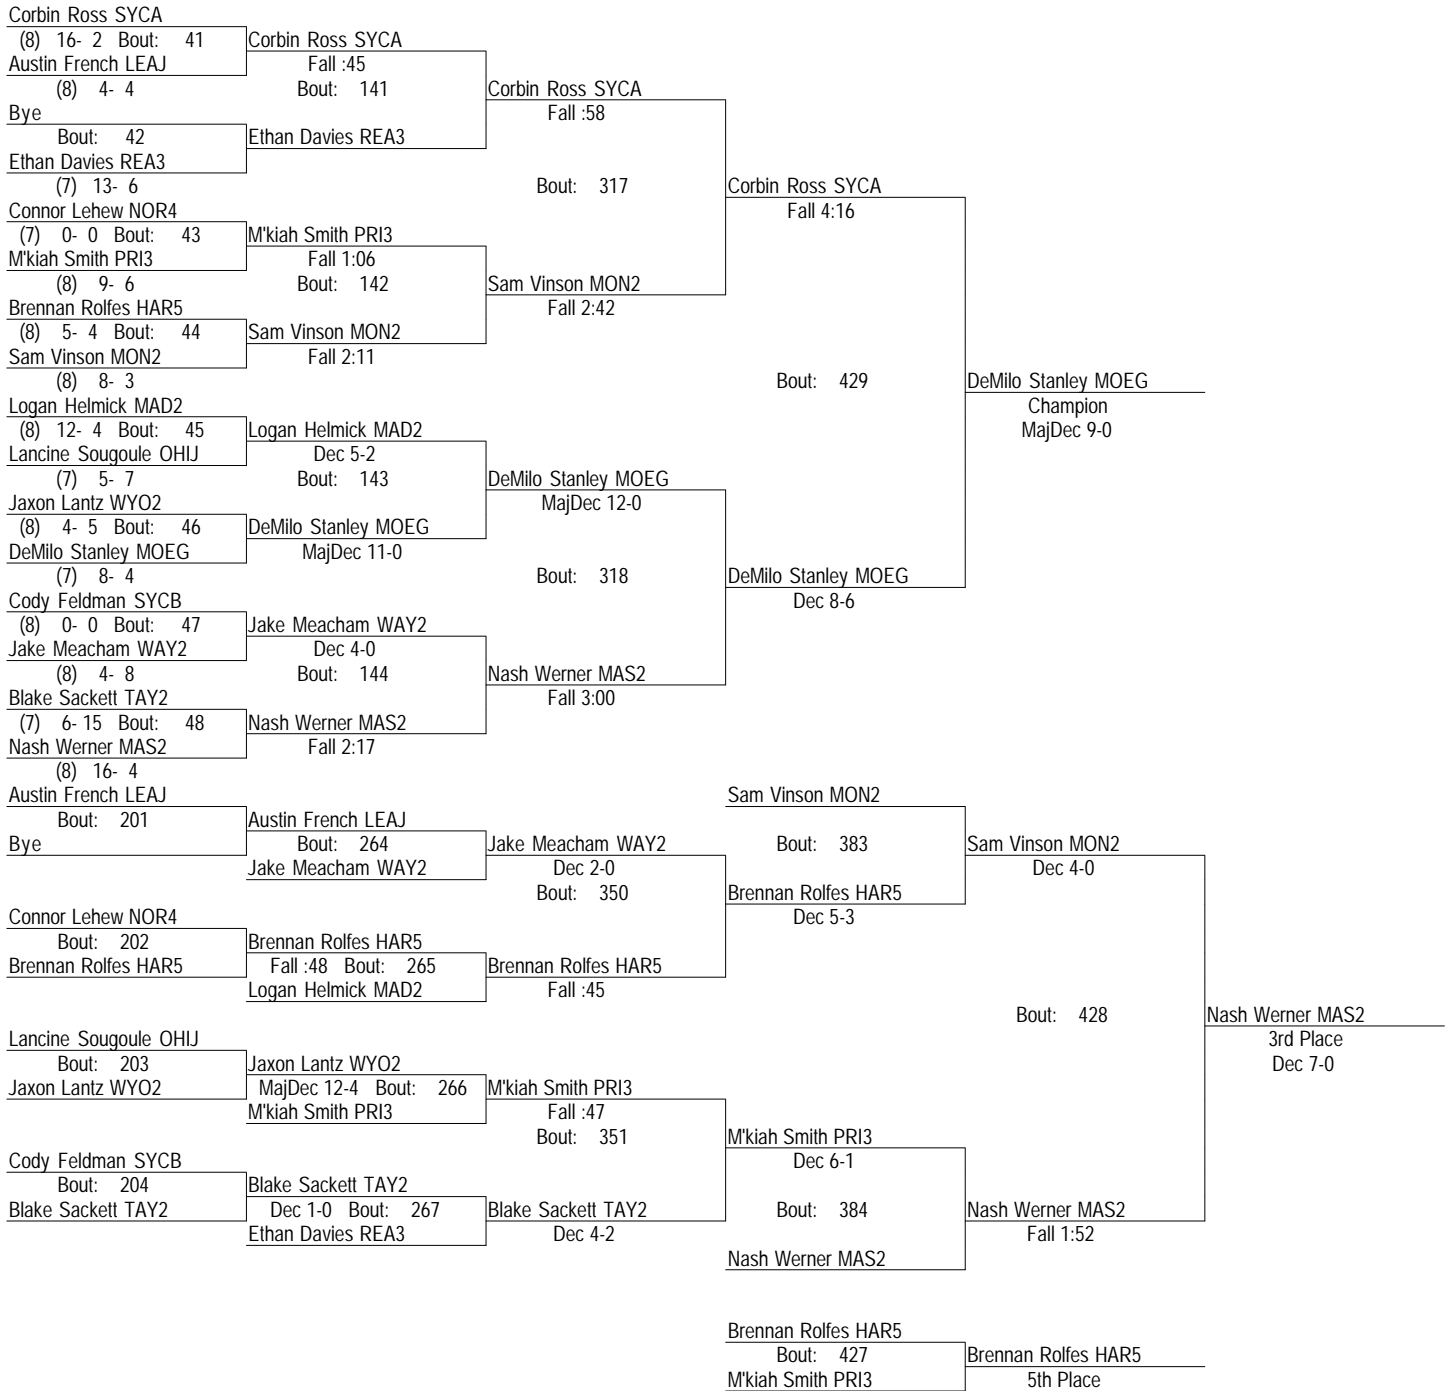 Corbin Ross SYCA
(8) 16- 2 Bout: 41
Corbin Ross SYCA
Austin French LEAJ
Fall :45
(8) 4- 4
Bout: 141
Corbin Ross SYCA
Bye
Fall :58
Bout: 42
Ethan Davies REA3
Ethan Davies REA3
(7) 13- 6
Bout: 317
Corbin Ross SYCA
Connor Lehew NOR4
Fall 4:16
(7) 0- 0 Bout: 43
M'kiah Smith PRI3
M'kiah Smith PRI3
Fall 1:06
(8) 9- 6
Bout: 142
Sam Vinson MON2
Brennan Rolfes HAR5
Fall 2:42
(8) 5- 4 Bout: 44
Sam Vinson MON2
Sam Vinson MON2
Fall 2:11
(8) 8- 3
Bout: 429
DeMilo Stanley MOEG
Logan Helmick MAD2
Champion
(8) 12- 4 Bout: 45
Logan Helmick MAD2
MajDec 9-0
Lancine Sougoule OHIJ
Dec 5-2
(7) 5- 7
Bout: 143
DeMilo Stanley MOEG
Jaxon Lantz WYO2
MajDec 12-0
(8) 4- 5 Bout: 46
DeMilo Stanley MOEG
DeMilo Stanley MOEG
MajDec 11-0
(7) 8- 4
Bout: 318
DeMilo Stanley MOEG
Cody Feldman SYCB
Dec 8-6
(8) 0- 0 Bout: 47
Jake Meacham WAY2
Jake Meacham WAY2
Dec 4-0
(8) 4- 8
Bout: 144
Nash Werner MAS2
Blake Sackett TAY2
Fall 3:00
(7) 6- 15 Bout: 48
Nash Werner MAS2
Nash Werner MAS2
Fall 2:17
(8) 16- 4
Austin French LEAJ
Sam Vinson MON2
Bout: 201
Austin French LEAJ
Bye
Bout: 264
Jake Meacham WAY2
Bout: 383
Sam Vinson MON2
Jake Meacham WAY2
Dec 2-0
Dec 4-0
Bout: 350
Brennan Rolfes HAR5
Connor Lehew NOR4
Dec 5-3
Bout: 202
Brennan Rolfes HAR5
Brennan Rolfes HAR5
Fall :48 Bout: 265
Brennan Rolfes HAR5
Logan Helmick MAD2
Fall :45
Bout: 428
Nash Werner MAS2
Lancine Sougoule OHIJ
3rd Place
Bout: 203
Jaxon Lantz WYO2
Dec 7-0
Jaxon Lantz WYO2
MajDec 12-4 Bout: 266
M'kiah Smith PRI3
M'kiah Smith PRI3
Fall :47
Bout: 351
M'kiah Smith PRI3
Cody Feldman SYCB
Dec 6-1
Bout: 204
Blake Sackett TAY2
Blake Sackett TAY2
Dec 1-0 Bout: 267
Blake Sackett TAY2
Bout: 384
Nash Werner MAS2
Ethan Davies REA3
Dec 4-2
Fall 1:52
Nash Werner MAS2
Brennan Rolfes HAR5
Bout: 427
Brennan Rolfes HAR5
M'kiah Smith PRI3
5th Place